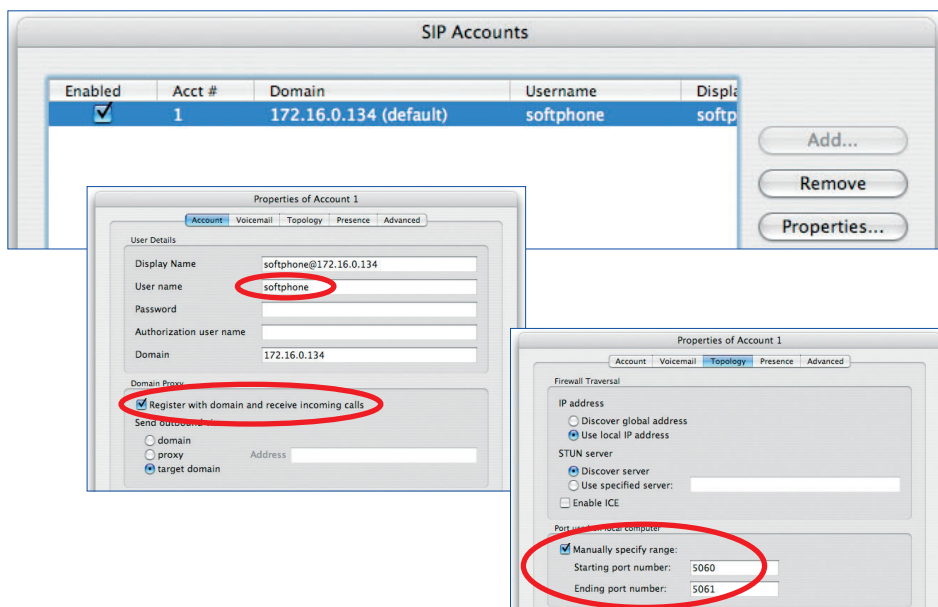 SIP Accounts
Enabled Acct # Domain Username Displa
1 172.16.0.134 (default) softphone softp
Add...
Remove
Properties...
Properties of Account 1
Account Voicemail Topology Presence Advanced
User Details
Display Name softphone@172.16.0.134
User name softphone
Password
Authorization user name
Domain 172.16.0.134
Domain Proxy
Register with domain and receive incoming calls
Send outbound
domain
proxy Address
target domain
Properties of Account 1
Account Voicemail Topology Presence Advanced
Firewall Traversal
IP address
Discover global address
Use local IP address
STUN server
Discover server
Use specified server:
Enable ICE
Port used on local computer
Manually specify range:
Starting port number: 5060
Ending port number: 5061